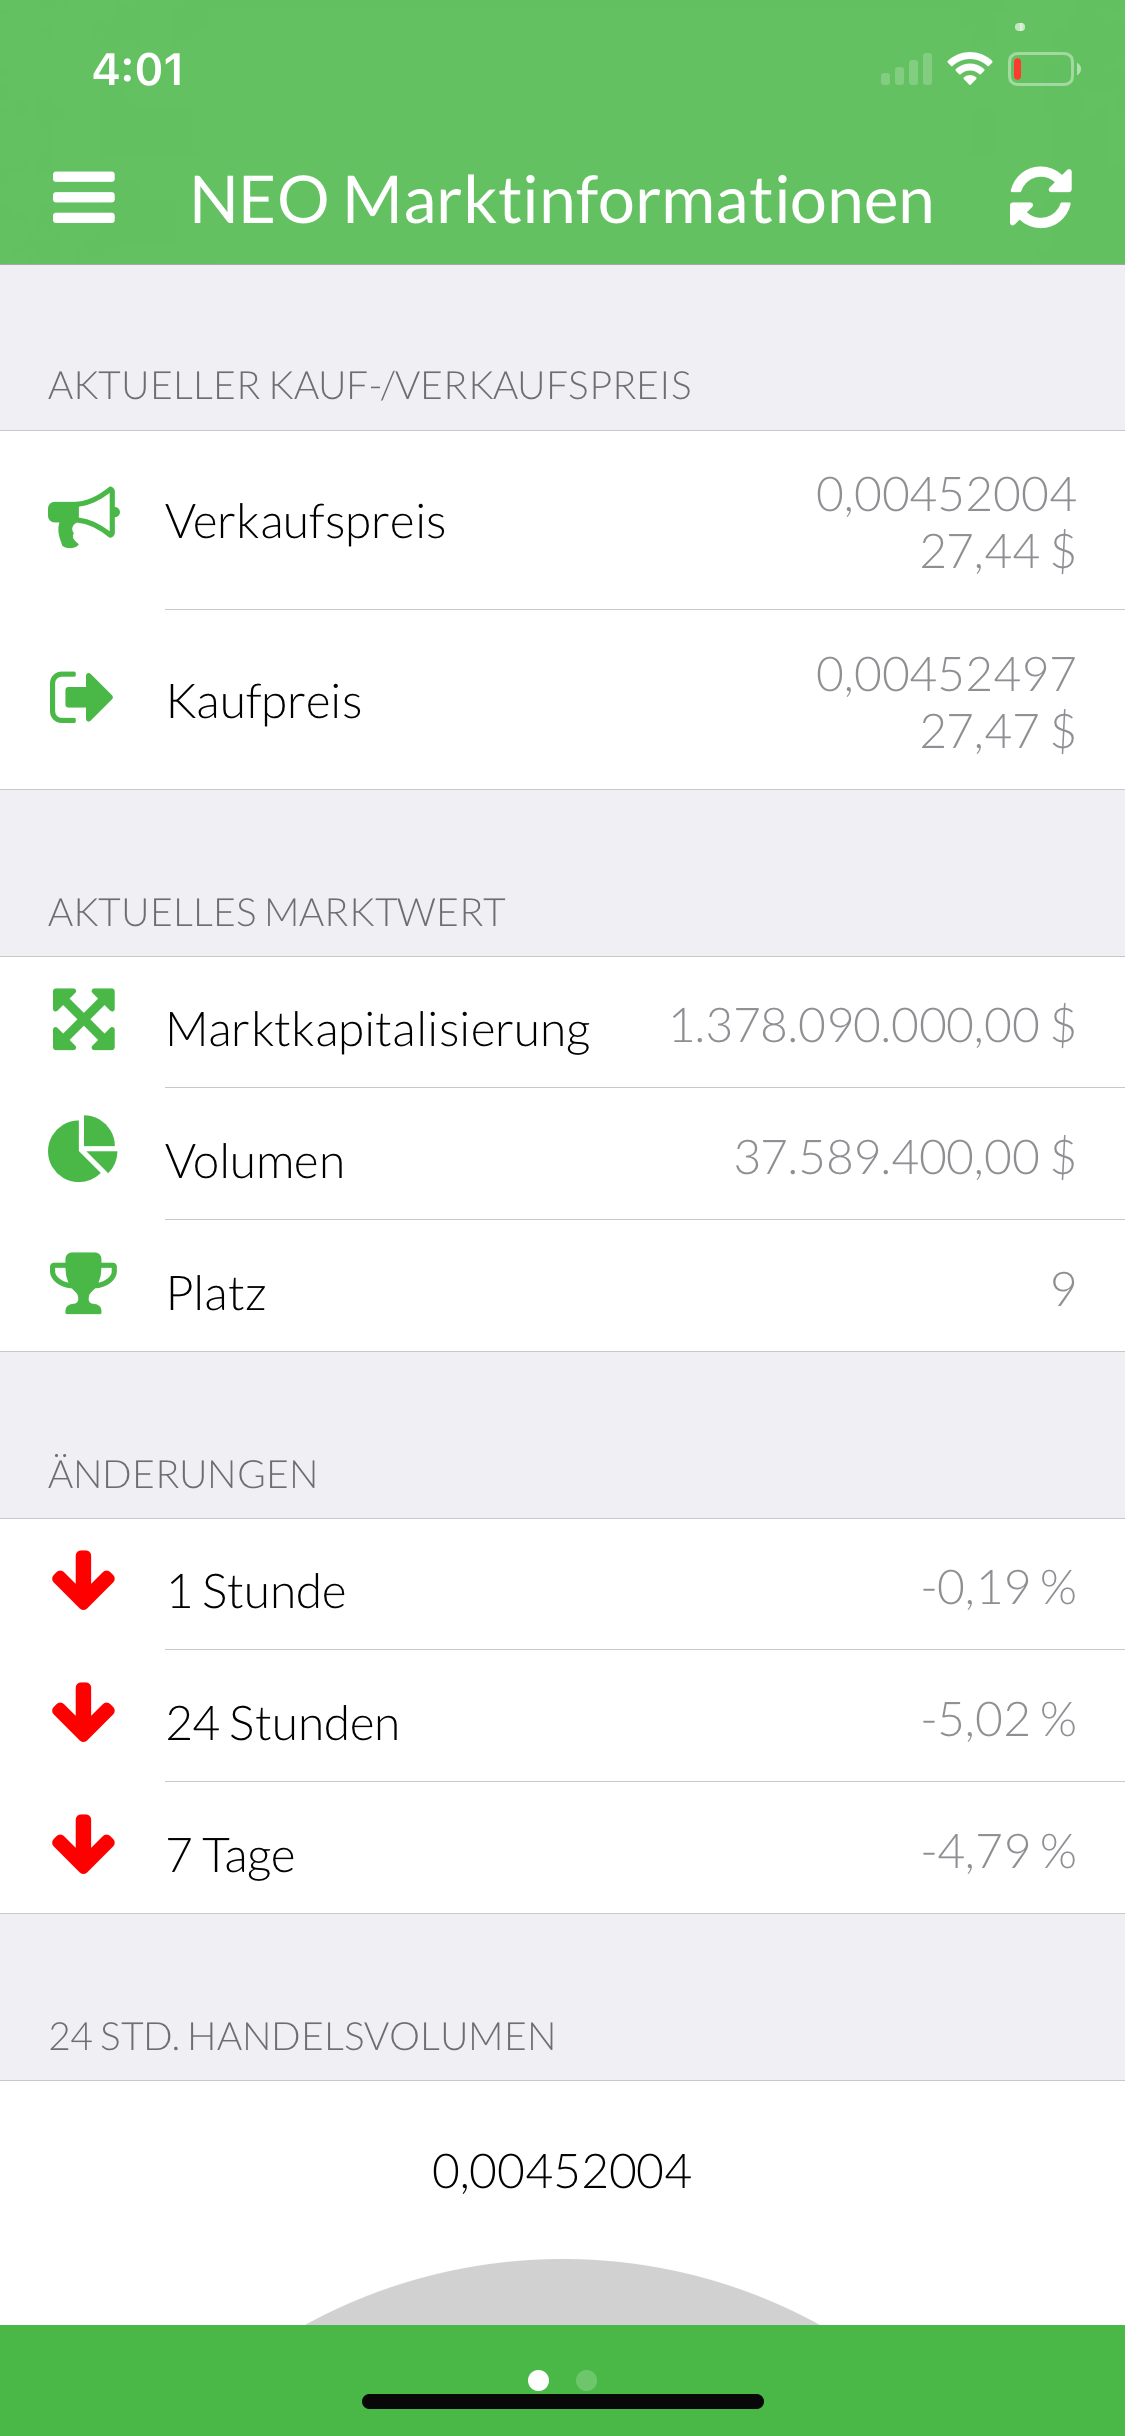 4:01
NEO Marktinformationen
AKTUELLER KAUF-/VERKAUFSPREIS
Verkaufspreis
0,00452004
27,44 $
Kaufpreis
0,00452497
27,47 $
AKTUELLES MARKTWERT
Marktkapitalisierung 1.378.090.000,00 $
Volumen 37.589.400,00 $
Platz 9
ÄNDERUNGEN
1 Stunde -0,19 %
24 Stunden -5,02 %
7 Tage -4,79 %
24 STD. HANDELSVOLUMEN
0,00452004